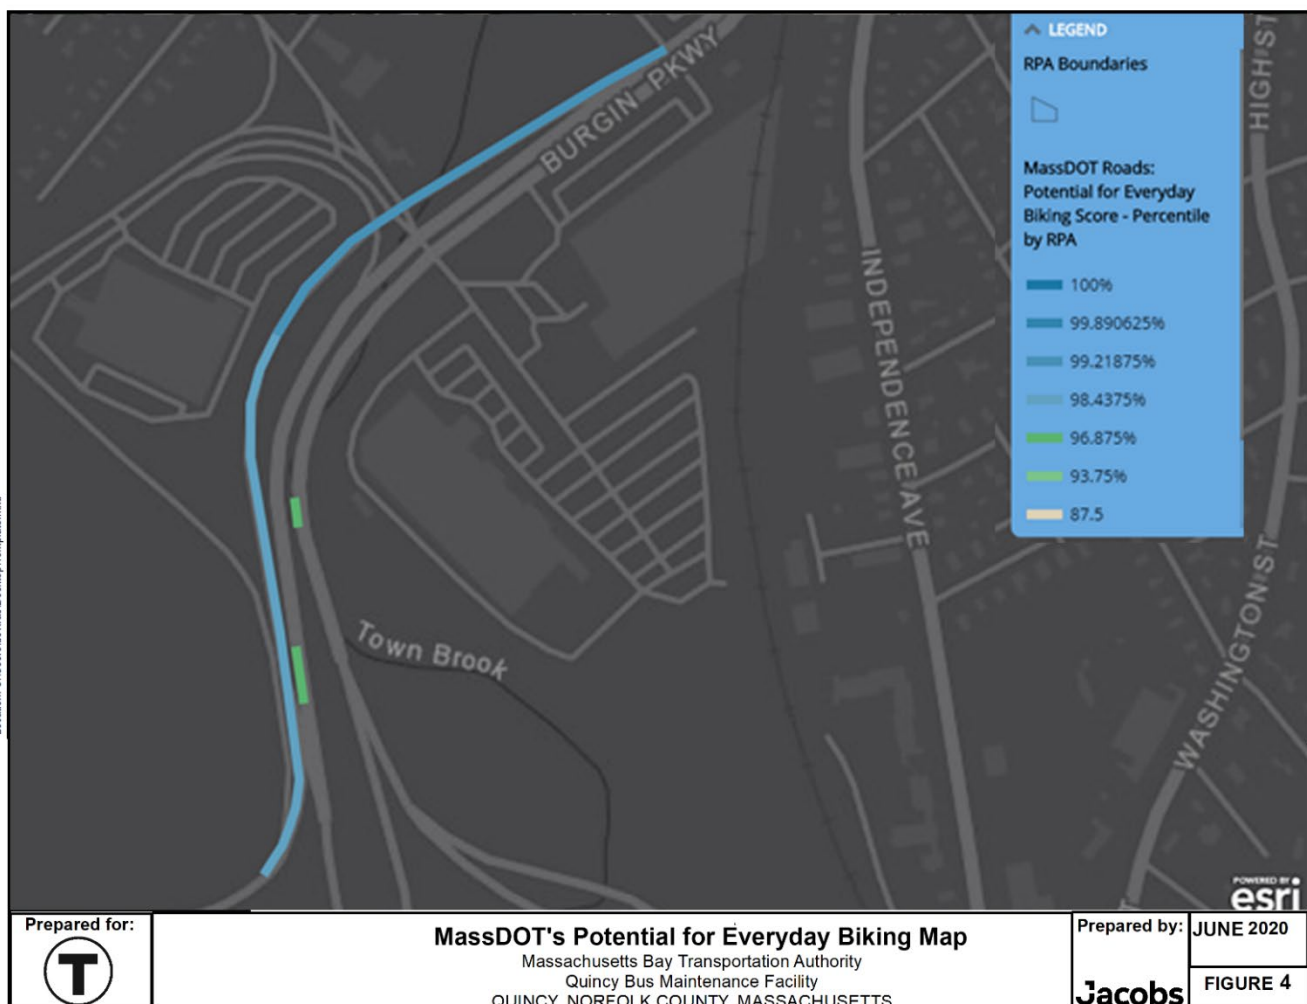 BURGIN PKWY
INDEPENDENCE AVE
HIGH ST
WASHINGTON ST
Town Brook
LEGEND
RPA Boundaries
MassDOT Roads:
Potential for Everyday
Biking Score - Percentile
by RPA
100%
99.890625%
99.21875%
98.4375%
96.875%
93.75%
87.5
POWERED BY
esri
Prepared for:
T
MassDOT's Potential for Everyday Biking Map
Massachusetts Bay Transportation Authority
Quincy Bus Maintenance Facility
QUINCY, NORFOLK COUNTY, MASSACHUSETTS
Prepared by:
Jacobs
JUNE 2020
FIGURE 4